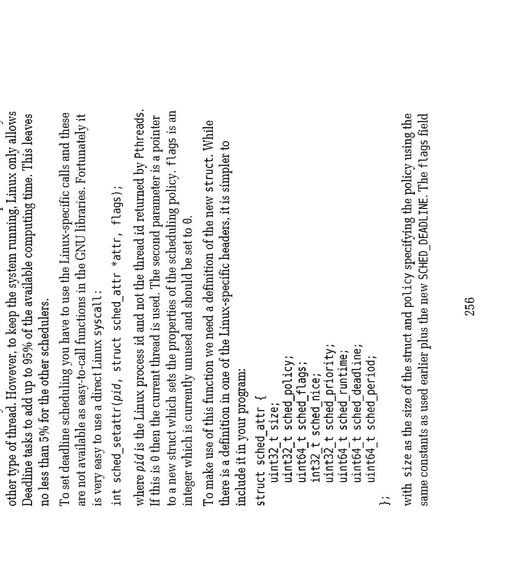 other type of thread. However, to keep the system running, Linux only allows
Deadline tasks to add up to 95% of the available computing time. This leaves
no less than 5% for the other schedulers.
To set deadline scheduling you have to use the Linux-specific calls and these
are not available as easy-to-call functions in the GNU libraries. Fortunately it
is very easy to use a direct Linux syscall:
int sched_setattr(pid, struct sched_attr *attr, flags);
where pid is the Linux process id and not the thread id returned by Pthreads.
If this is 0 then the current thread is used. The second parameter is a pointer
to a new struct which sets the properties of the scheduling policy. flags is an
integer which is currently unused and should be set to 0.
To make use of this function we need a definition of the new struct. While
there is a definition in one of the Linux-specific headers, it is simpler to
include it in your program:
struct sched_attr {
uint32_t size;
uint32_t sched_policy;
uint64_t sched_flags;
int32_t sched_nice;
uint32_t sched_priority;
uint64_t sched_runtime;
uint64_t sched_deadline;
uint64_t sched_period;
};
with size as the size of the struct and policy specifying the policy using the
same constants as used earlier plus the new SCHED_DEADLINE. The flags field
256